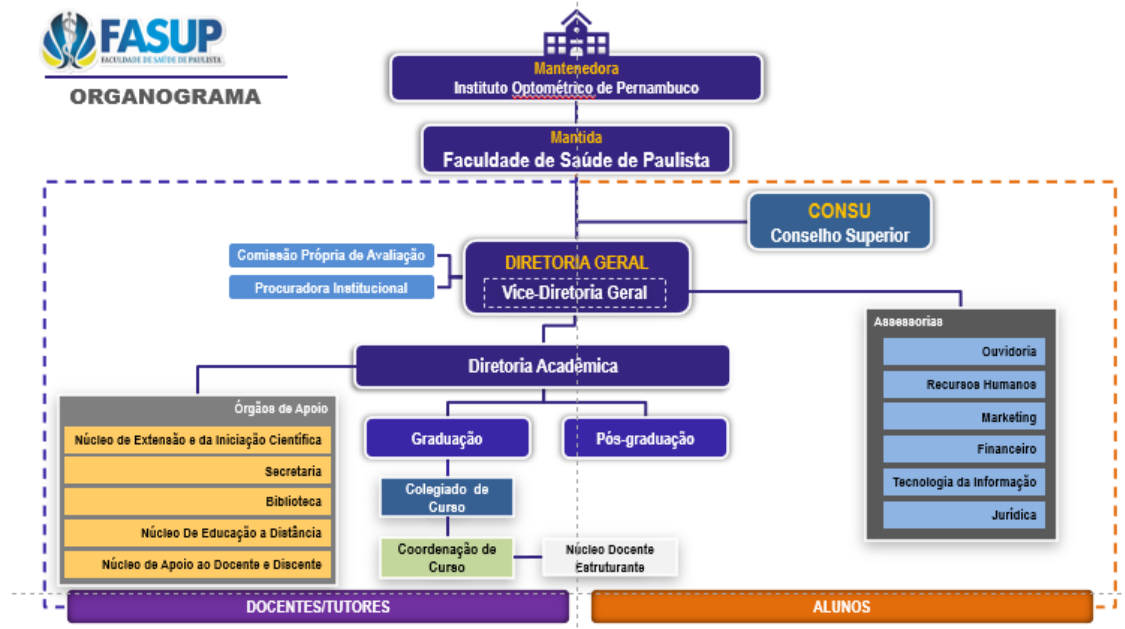 FASUP
FACULDADE DE SAÚDE DE PAULISTA
ORGANOGRAMA
Mantenedora
Instituto Optométrico de Pernambuco
Mantida
Faculdade de Saúde de Paulista
CONSU
Conselho Superior
Comissão Própria de Avaliação
Procuradora Institucional
DIRETORIA GERAL
Vice-Diretoria Geral
Assessorias
Ouvidoria
Recursos Humanos
Marketing
Financeiro
Tecnologia da Informação
Jurídica
Diretoria Acadêmica
Órgãos de Apoio
Núcleo de Extensão e da Iniciação Científica
Secretaria
Biblioteca
Núcleo De Educação a Distância
Núcleo de Apoio ao Docente e Discente
Graduação
Pós-graduação
Colegiado de
Curso
Coordenação de
Curso
Núcleo Docente
Estruturante
DOCENTES/TUTORES
ALUNOS